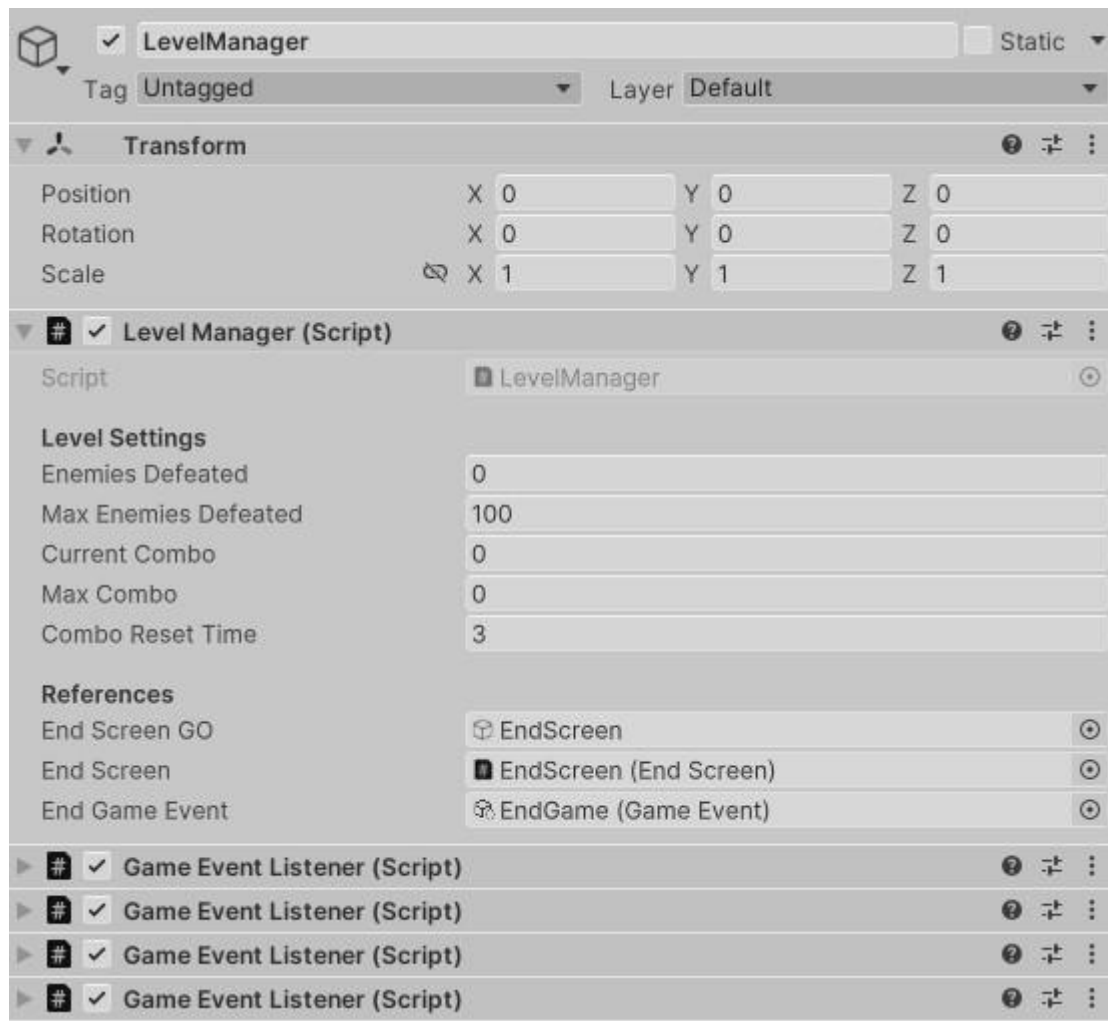 LevelManager Static
Tag Untagged Layer Default
Transform
Position X 0 Y 0 Z 0
Rotation X 0 Y 0 Z 0
Scale X 1 Y 1 Z 1
# Level Manager (Script)
Script # LevelManager
Level Settings
Enemies Defeated 0
Max Enemies Defeated 100
Current Combo 0
Max Combo 0
Combo Reset Time 3
References
End Screen GO EndScreen
End Screen # EndScreen (End Screen)
End Game Event EndGame (Game Event)
# Game Event Listener (Script)
# Game Event Listener (Script)
# Game Event Listener (Script)
# Game Event Listener (Script)